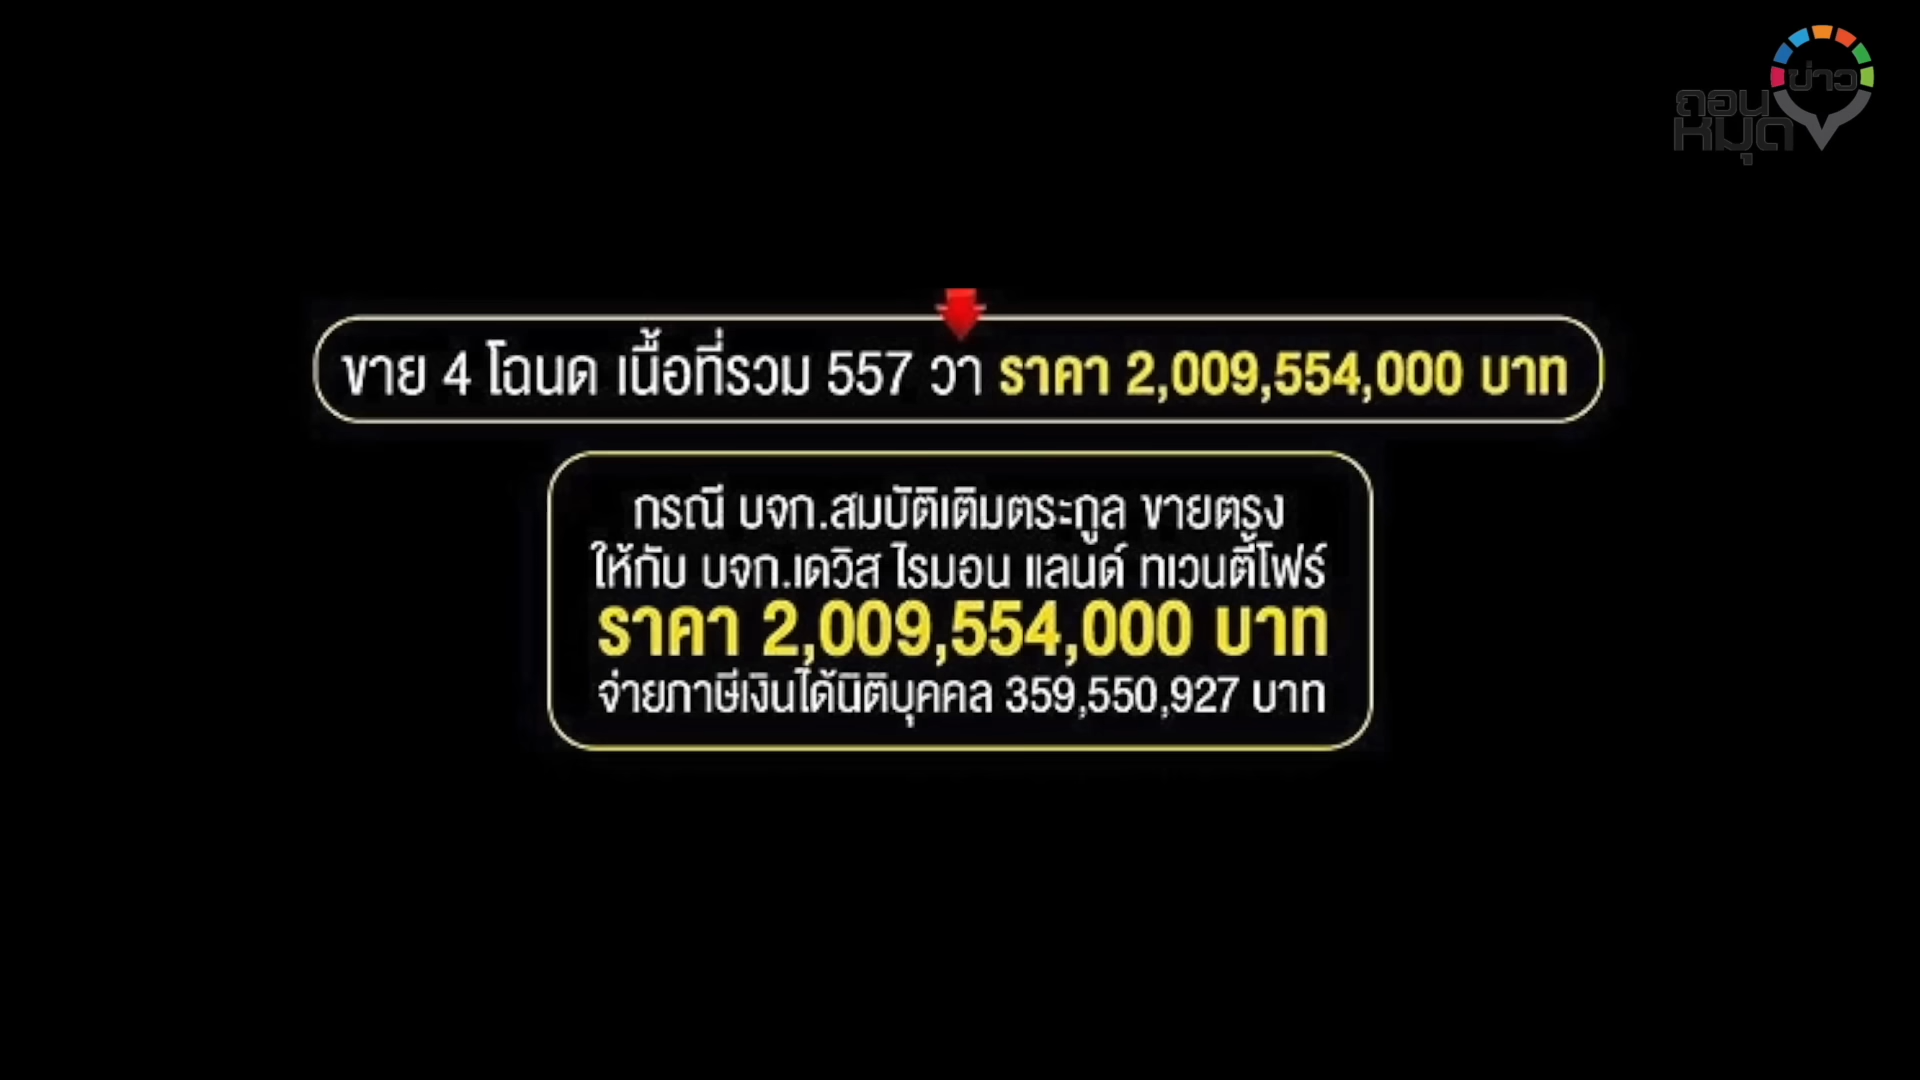 ถอน
หมุด
ข่าว
ขาย 4 โฉนด เนื้อที่รวม 557 วา ราคา 2,009,554,000 บาท
กรณี บจก.สมบัติเติมตระกูล ขายตรง
ให้กับ บจก.เดวิส ไรมอน แลนด์ ทเวนตี้โฟร์
ราคา 2,009,554,000 บาท
จ่ายภาษีเงินได้นิติบุคคล 359,550,927 บาท